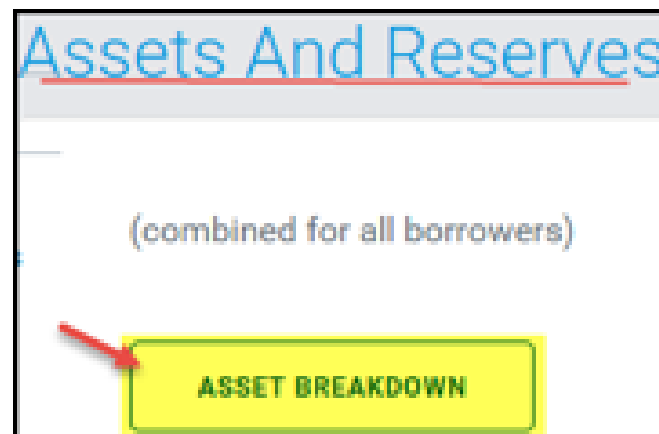 Assets And Reserves
(combined for all borrowers)
ASSET BREAKDOWN